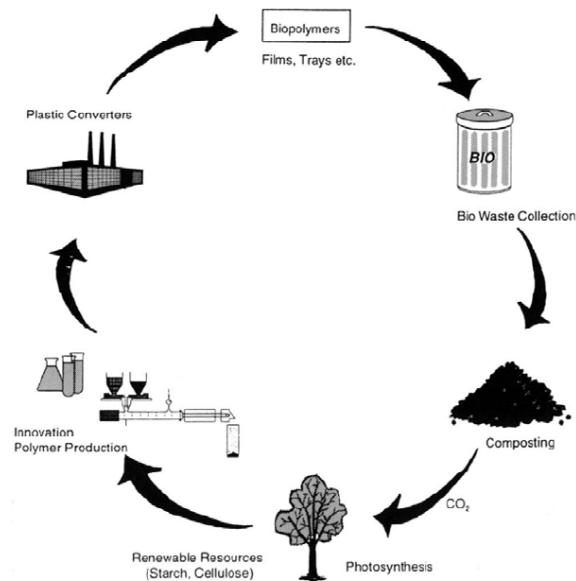 Biopolymers
Films, Trays etc.
Plastic Converters
BIO
Bio Waste Collection
Innovation
Polymer Production
Composting
CO₂
Renewable Resources
(Starch, Cellulose)
Photosynthesis